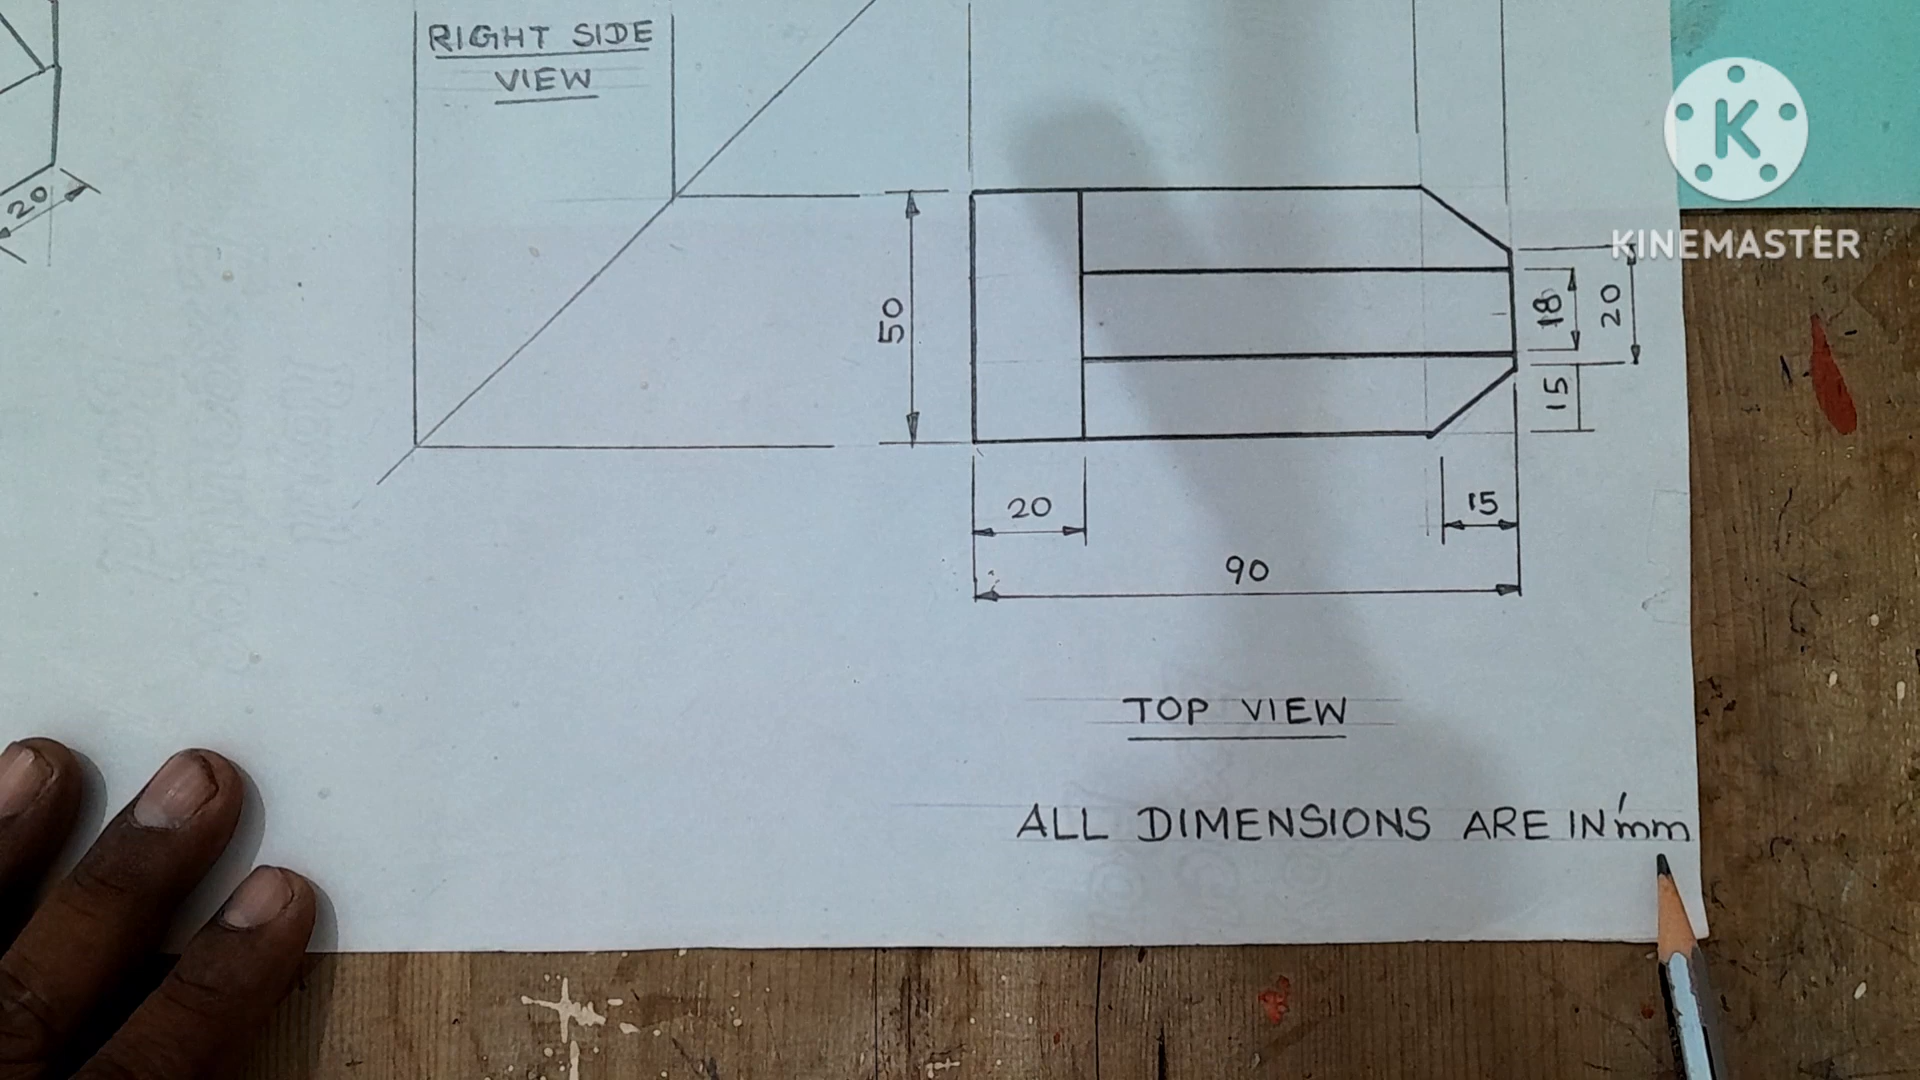 RIGHT SIDE
VIEW
K
KINEMASTER
20
50
18
20
15
20
15
90
TOP VIEW
ALL DIMENSIONS ARE IN 'mm